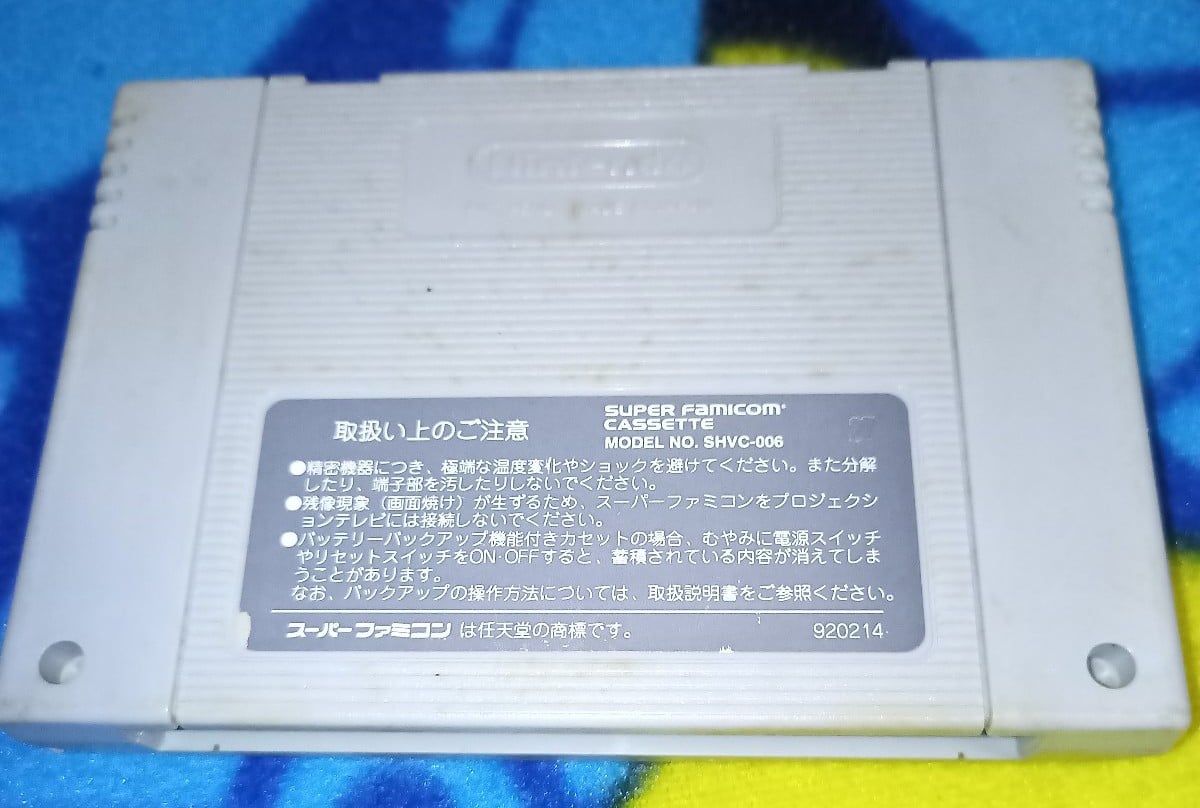 Nintendo
取扱い上のご注意
SUPER FAMICOM
CASSETTE
MODEL NO. SHVC-006
●精密機器につき、極端な温度変化やショックを避けてください。また分解
したり、端子部を汚したりしないでください。
●残像現象（画面焼け）が生ずるため、スーパーファミコンをプロジェクシ
ョンテレビには接続しないでください。
●バッテリーバックアップ機能付きカセットの場合、むやみに電源スイッチ
やリセットスイッチをON·OFFすると、蓄積されている内容が消えてしま
うことがあります。
なお、バックアップの操作方法については、取扱説明書をご参照ください。
スーパーファミコン は任天堂の商標です。
920214